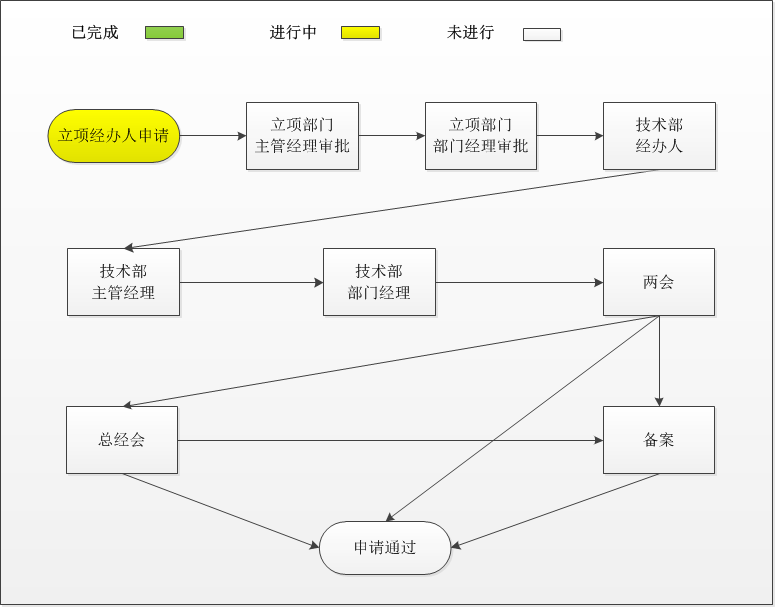 已完成
进行中
未进行
立项经办人申请
立项部门
主管经理审批
立项部门
部门经理审批
技术部
经办人
技术部
主管经理
技术部
部门经理
两会
总经会
备案
申请通过